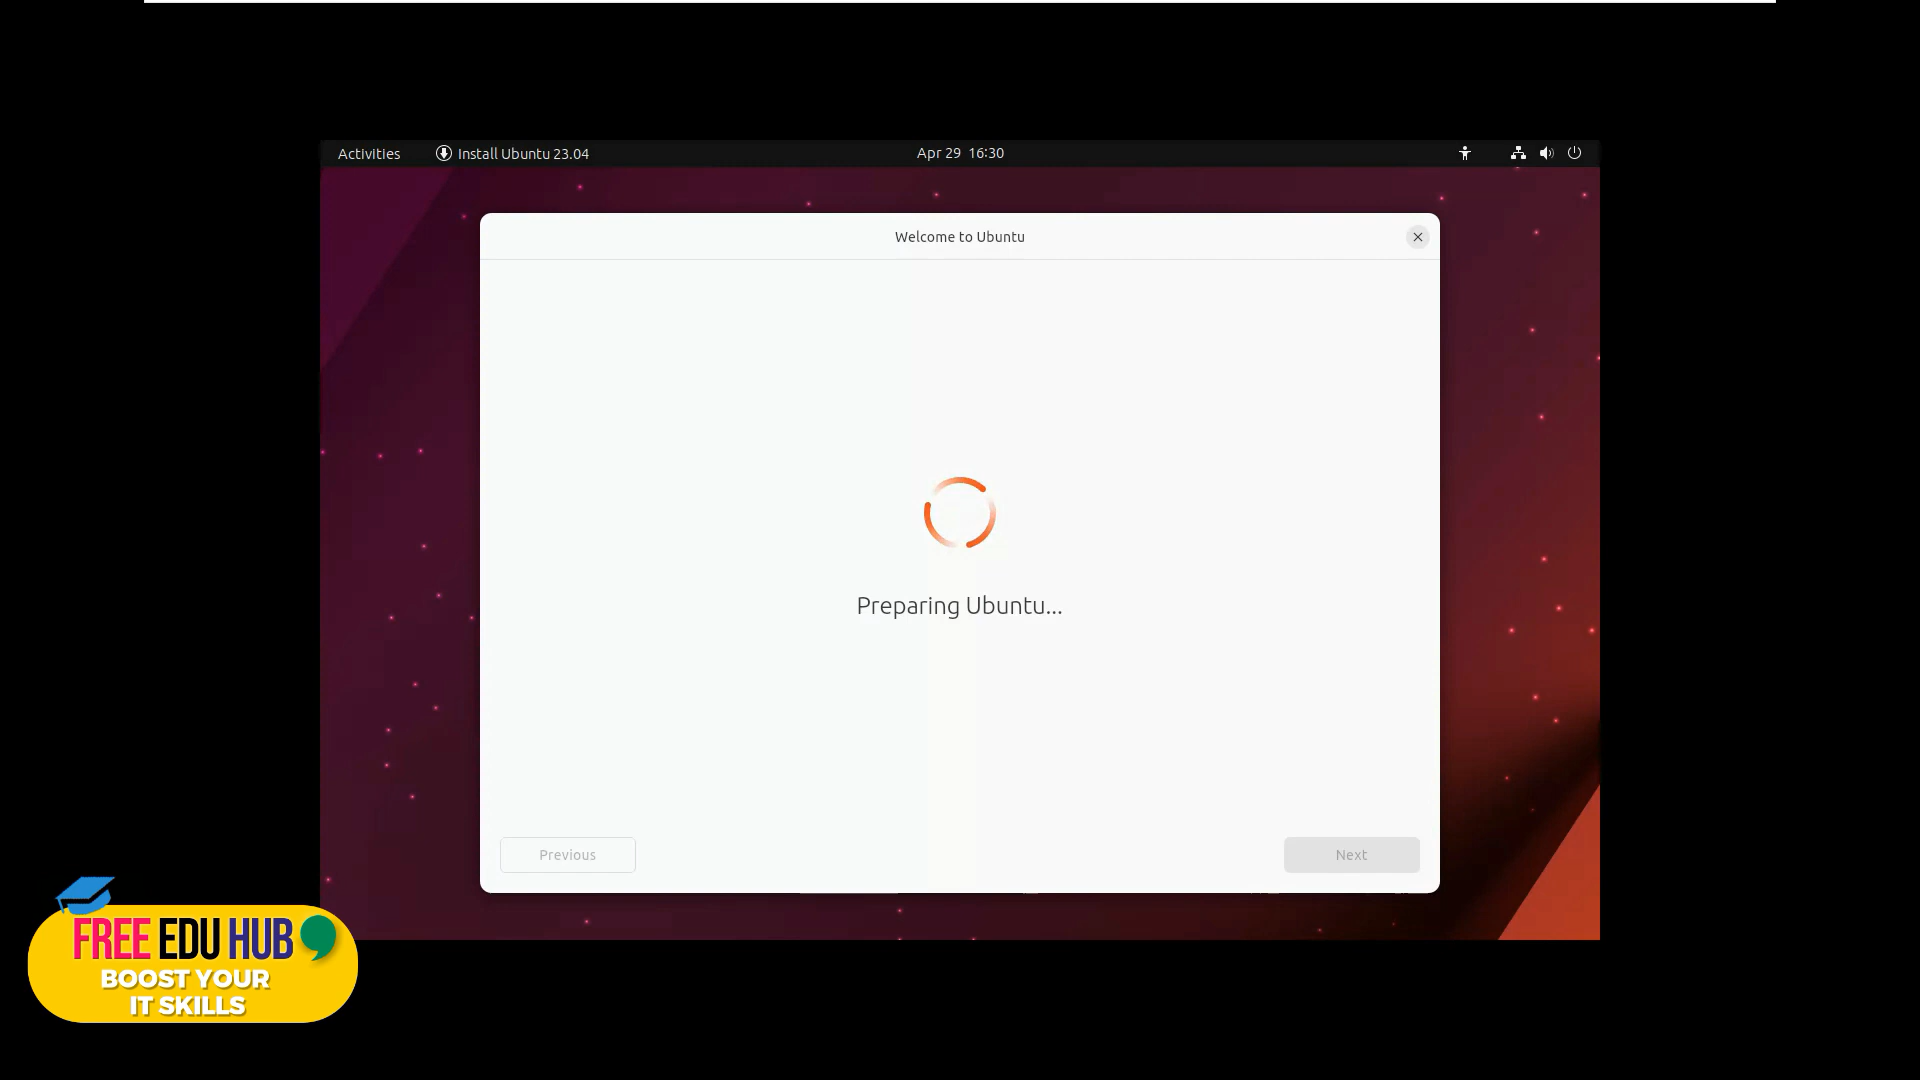 Activities Install Ubuntu 23.04 Apr 29 16:30
Welcome to Ubuntu
Preparing Ubuntu...
Previous Next
FREE EDU HUB
BOOST YOUR
IT SKILLS